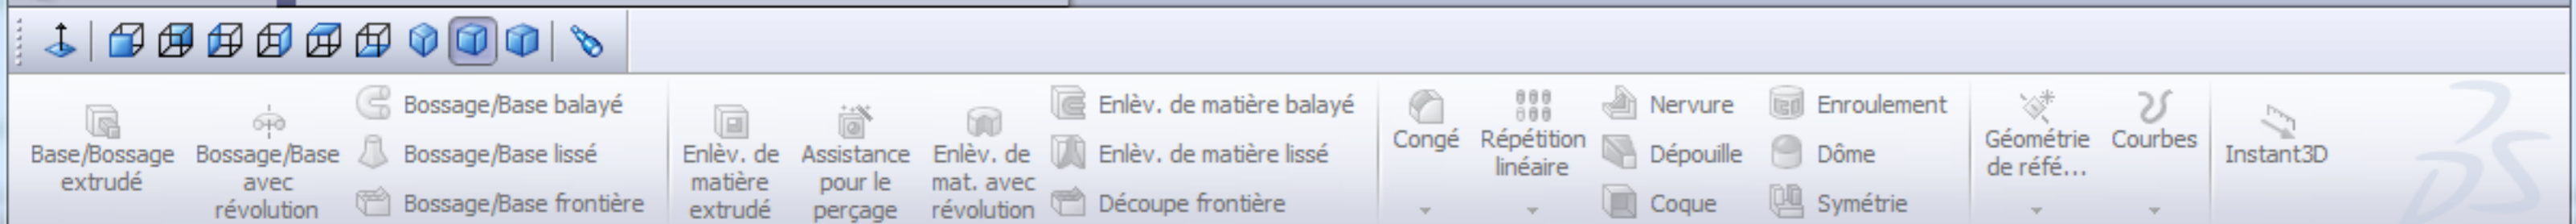 Base/Bossage
extrudé
Bossage/Base
avec
révolution
Bossage/Base balayé
Bossage/Base lissé
Bossage/Base frontière
Enlèv. de
matière
extrudé
Assistance
pour le
perçage
Enlèv. de
mat. avec
révolution
Enlèv. de matière balayé
Enlèv. de matière lissé
Découpe frontière
Congé
Répétition
linéaire
Nervure
Dépouille
Coque
Enroulement
Dôme
Symétrie
Géométrie
de réfé...
Courbes
Instant3D